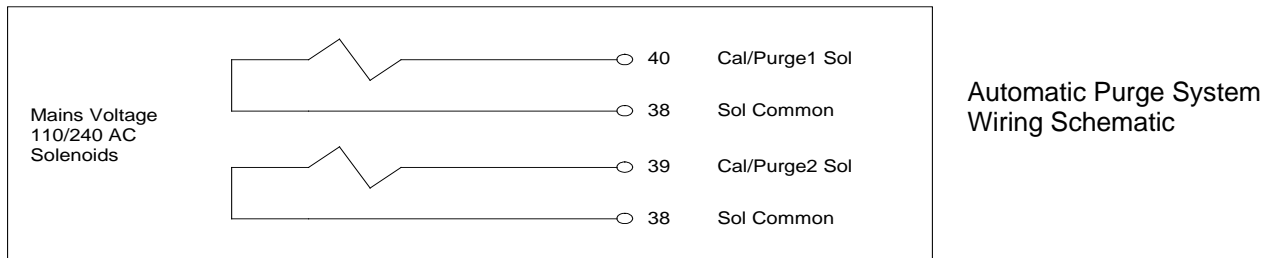 40 Cal/Purge1 Sol
38 Sol Common
Mains Voltage
110/240 AC
Solenoids
39 Cal/Purge2 Sol
38 Sol Common
Automatic Purge System
Wiring Schematic